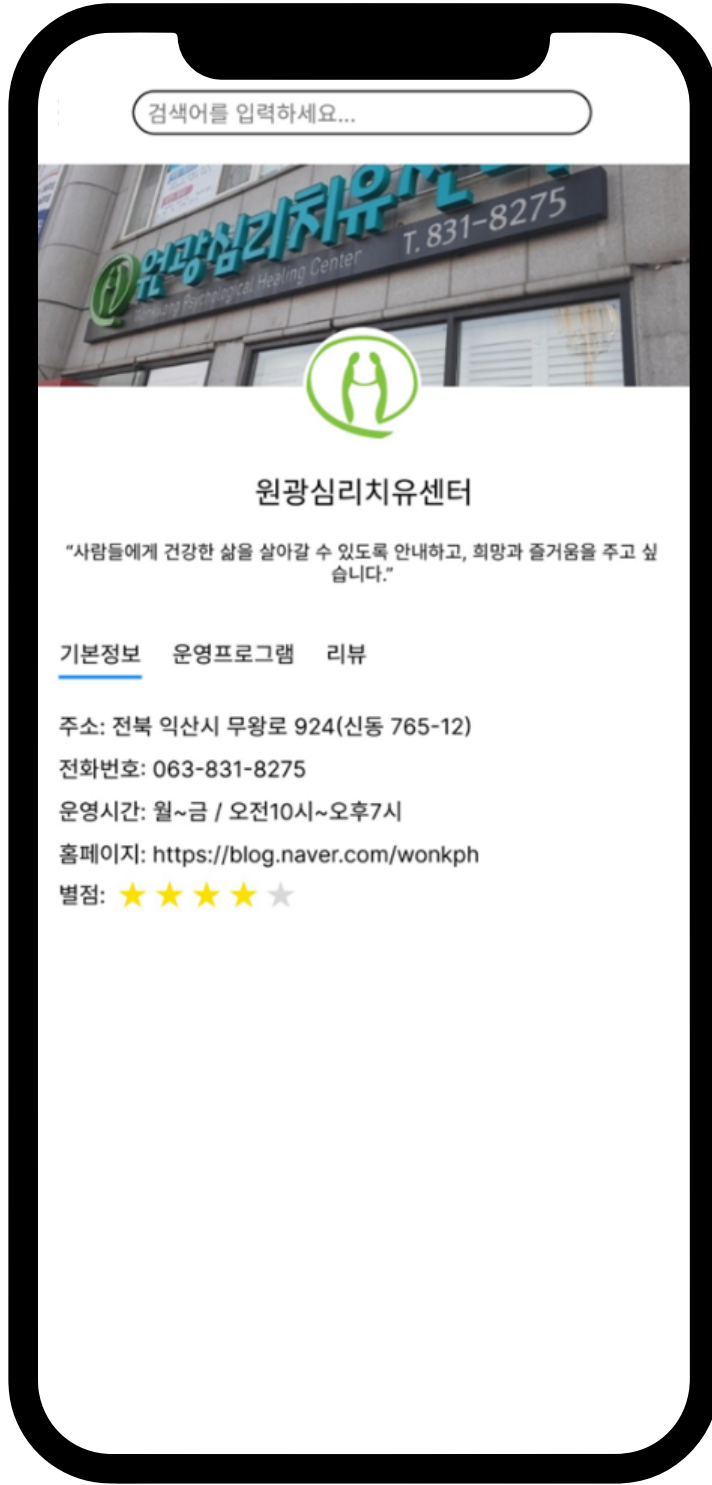 검색어를 입력하세요...
원광심리치유센터
T. 831-8275
Wonkwang Psychological Healing Center
원광심리치유센터
“사람들에게 건강한 삶을 살아갈 수 있도록 안내하고, 희망과 즐거움을 주고 싶
습니다.”
기본정보 운영프로그램 리뷰
주소: 전북 익산시 무왕로 924(신동 765-12)
전화번호: 063-831-8275
운영시간: 월~금 / 오전10시~오후7시
홈페이지: https://blog.naver.com/wonkph
별점: